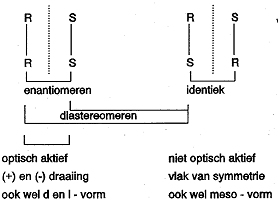 R S R S
R S S R
enantiomeren identiek
diastereomeren
optisch aktief niet optisch aktief
(+) en (-) draaiing vlak van symmetrie
ook wel d en l - vorm ook wel meso - vorm